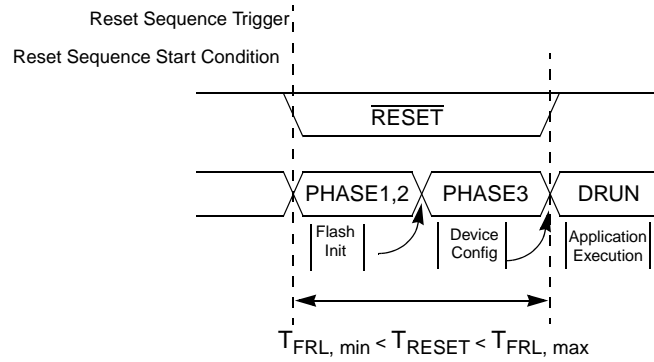 Reset Sequence Trigger
Reset Sequence Start Condition
RESET
PHASE1,2
PHASE3
DRUN
Flash
Init
Device
Config
Application
Execution
TFRL, min < TRESET < TFRL, max